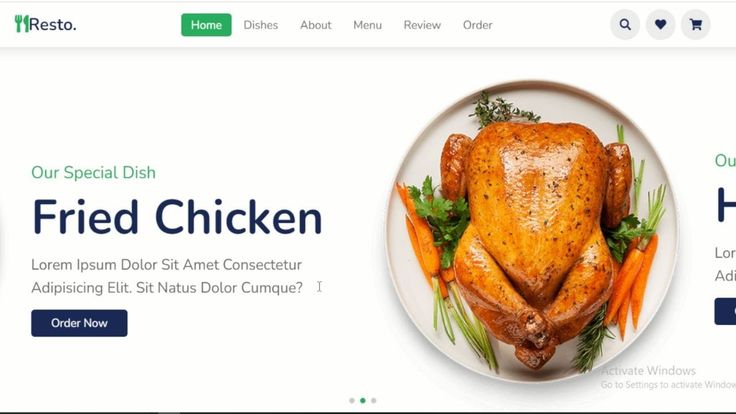 Resto.
Home Dishes About Menu Review Order
Our Special Dish
Fried Chicken
Lorem Ipsum Dolor Sit Amet Consectetur
Adipisicing Elit. Sit Natus Dolor Cumque?
Order Now
Ou
H
Lor
Adi
Activate Windows
Go to Settings to activate Window